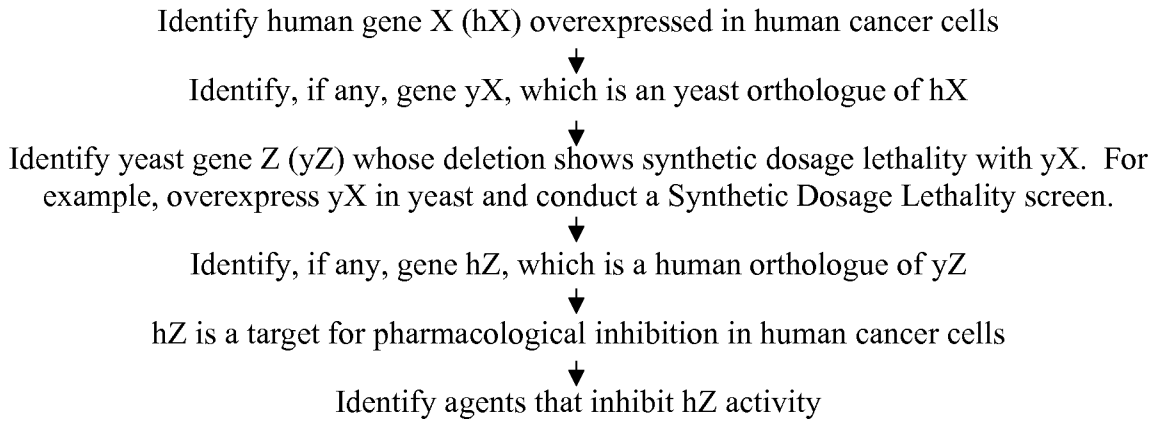 Identify human gene X (hX) overexpressed in human cancer cells
Identify, if any, gene yX, which is an yeast orthologue of hX
Identify yeast gene Z (yZ) whose deletion shows synthetic dosage lethality with yX.  For
example, overexpress yX in yeast and conduct a Synthetic Dosage Lethality screen.
Identify, if any, gene hZ, which is a human orthologue of yZ
hZ is a target for pharmacological inhibition in human cancer cells
Identify agents that inhibit hZ activity